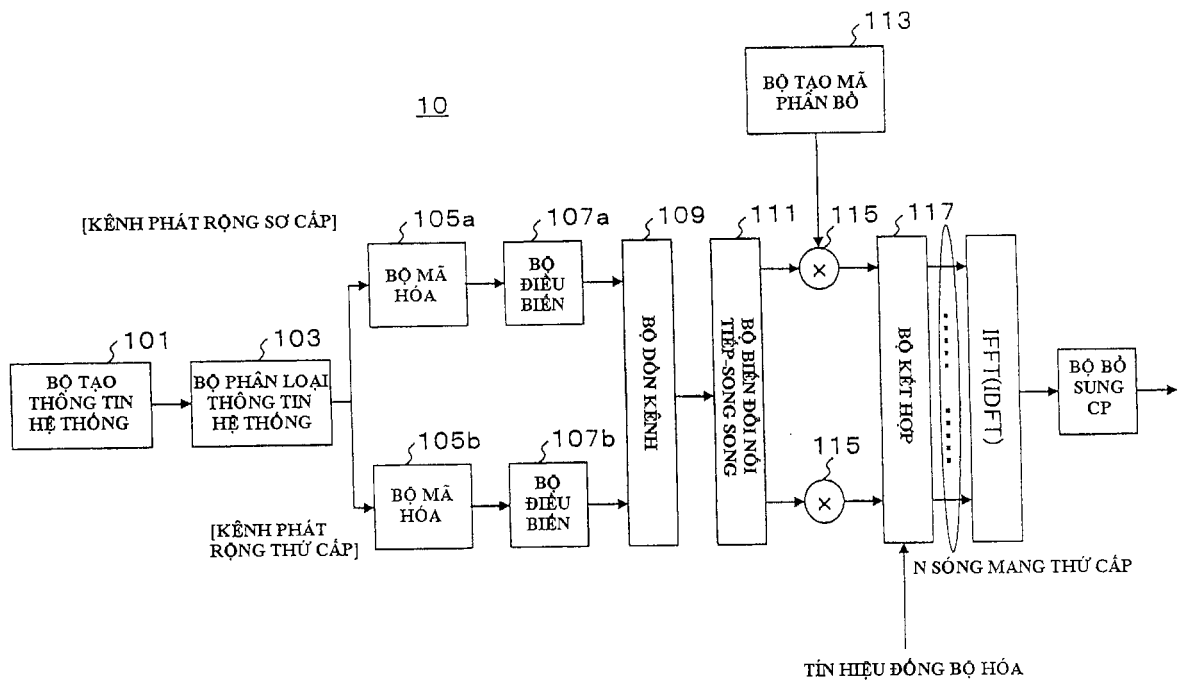 113
BỘ TẠO MÃ
PHÂN BỐ
10
[KÊNH PHÁT RỘNG SƠ CẤP]
105a
107a
109
111
115
117
BỘ MÃ
HÓA
BỘ
ĐIỀU
BIẾN
×
101
103
BỘ TẠO
THÔNG TIN
HỆ THỐNG
BỘ PHÂN LOẠI
THÔNG TIN
HỆ THỐNG
BỘ DỒN KÊNH
BỘ BIẾN ĐỔI NỐI
TIẾP-SONG SONG
BỘ KẾT HỢP
IFFT(IDFT)
BỘ BỔ
SUNG
CP
105b
107b
115
BỘ MÃ
HÓA
BỘ
ĐIỀU
BIẾN
×
[KÊNH PHÁT
RỘNG THỨ CẤP]
N SÓNG MANG THỨ CẤP
TÍN HIỆU ĐỒNG BỘ HÓA